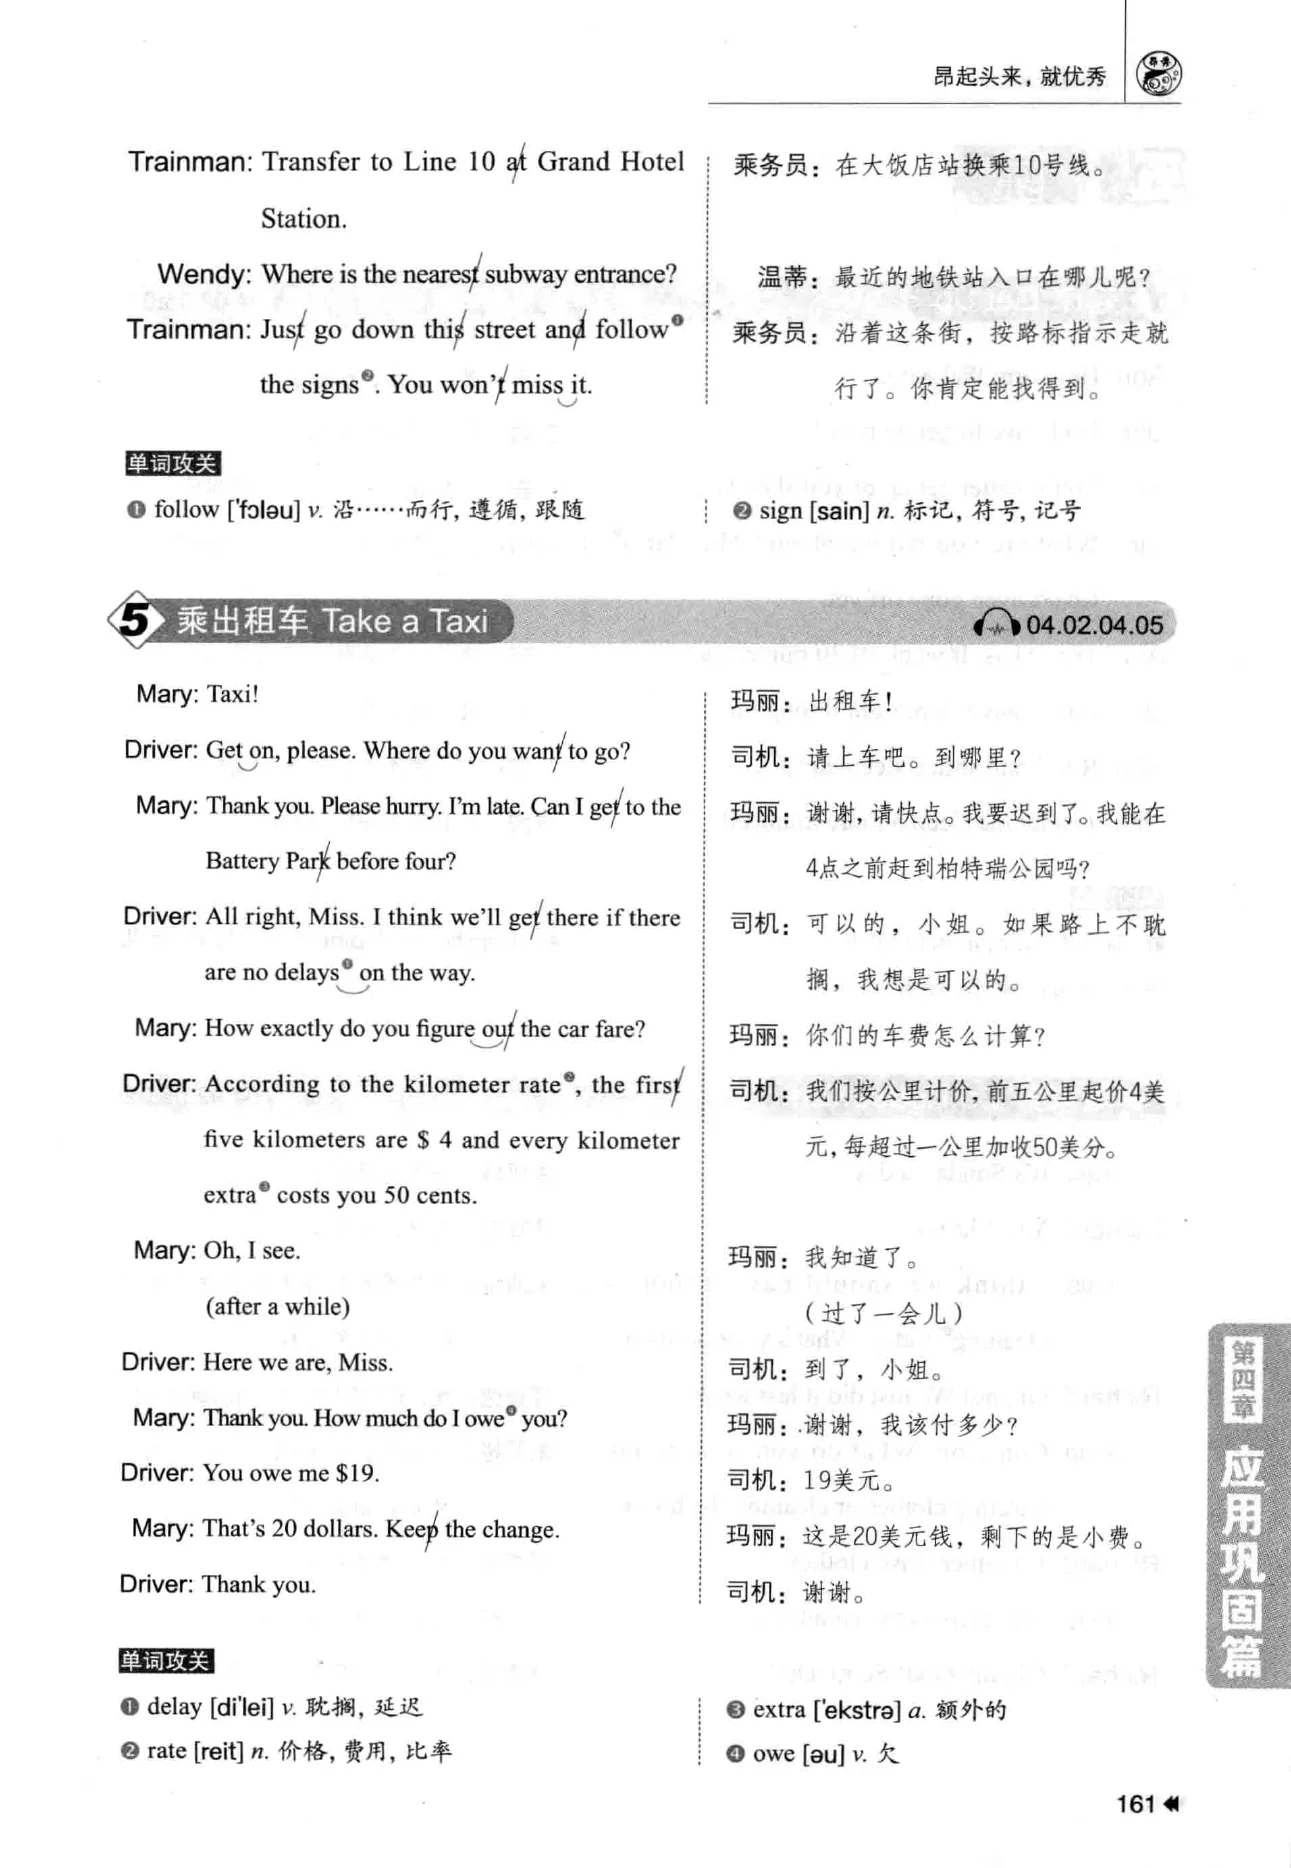 昂起头来，就优秀
Trainman: Transfer to Line 10 at Grand Hotel
Station.
Wendy: Where is the nearest subway entrance?
Trainman: Just go down this street and follow❶
the signs❷. You won't miss it.
乘务员：在大饭店站换乘10号线。
温蒂：最近的地铁站入口在哪儿呢？
乘务员：沿着这条街，按路标指示走就
行了。你肯定能找得到。
单词攻关
❶ follow ['fɔləu] v. 沿……而行，遵循，跟随
❷ sign [sain] n. 标记，符号，记号
5 乘出租车 Take a Taxi
04.02.04.05
Mary: Taxi!
Driver: Get on, please. Where do you want to go?
Mary: Thank you. Please hurry. I'm late. Can I get to the
Battery Park before four?
Driver: All right, Miss. I think we'll get there if there
are no delays❶ on the way.
Mary: How exactly do you figure out the car fare?
Driver: According to the kilometer rate❷, the first
five kilometers are $ 4 and every kilometer
extra❸ costs you 50 cents.
Mary: Oh, I see.
(after a while)
Driver: Here we are, Miss.
Mary: Thank you. How much do I owe❹ you?
Driver: You owe me $19.
Mary: That's 20 dollars. Keep the change.
Driver: Thank you.
玛丽：出租车！
司机：请上车吧。到哪里？
玛丽：谢谢，请快点。我要迟到了。我能在
4点之前赶到柏特瑞公园吗？
司机：可以的，小姐。如果路上不耽
搁，我想是可以的。
玛丽：你们的车费怎么计算？
司机：我们按公里计价，前五公里起价4美
元，每超过一公里加收50美分。
玛丽：我知道了。
（过了一会儿）
司机：到了，小姐。
玛丽：谢谢，我该付多少？
司机：19美元。
玛丽：这是20美元钱，剩下的是小费。
司机：谢谢。
单词攻关
❶ delay [di'lei] v. 耽搁，延迟
❷ rate [reit] n. 价格，费用，比率
❸ extra ['ekstrə] a. 额外的
❹ owe [əu] v. 欠
第四章 应用巩固篇
161